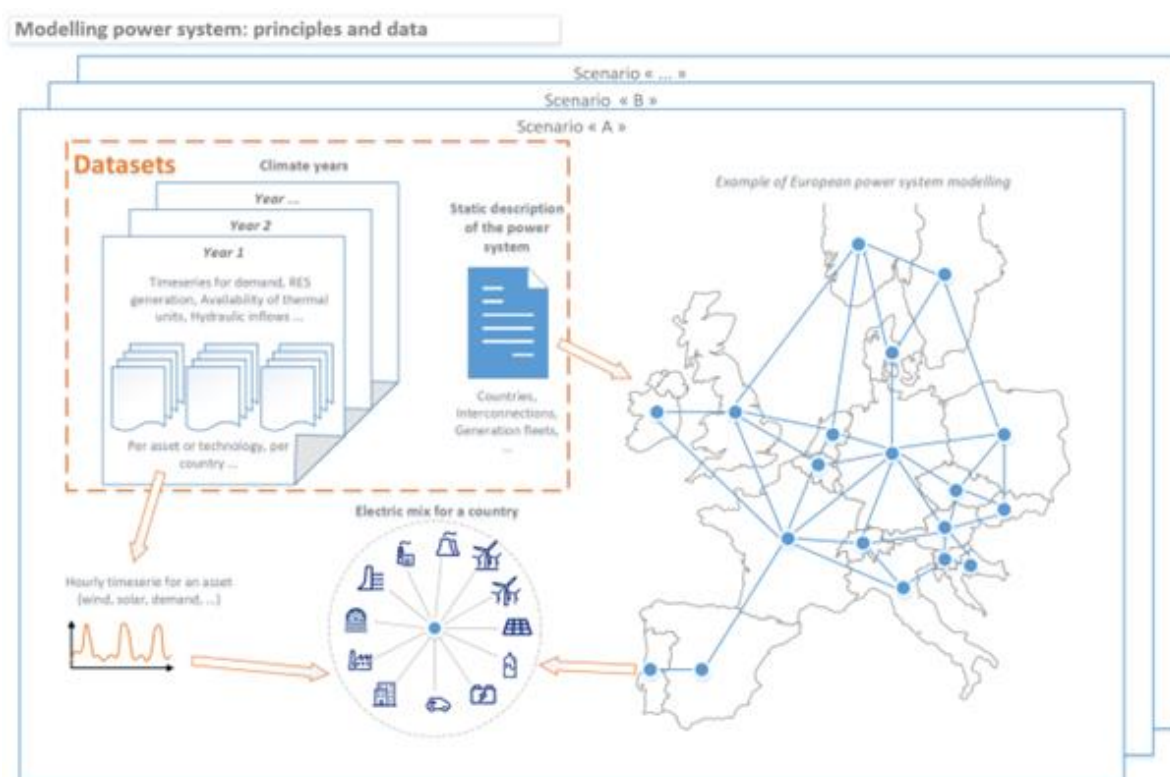 Modelling power system: principles and data
Scenario « ... »
Scenario « B »
Scenario « A »
Datasets
Climate years
Year ...
Year 2
Year 1
Timeseries for demand, RES
generation, Availability of thermal
units, Hydraulic inflows ...
Per asset or technology, per
country ...
Static description
of the power
system
Countries,
Interconnections,
Generation fleets,
...
Example of European power system modelling
Electric mix for a country
Hourly timeserie for an asset
(wind, solar, demand, ...)